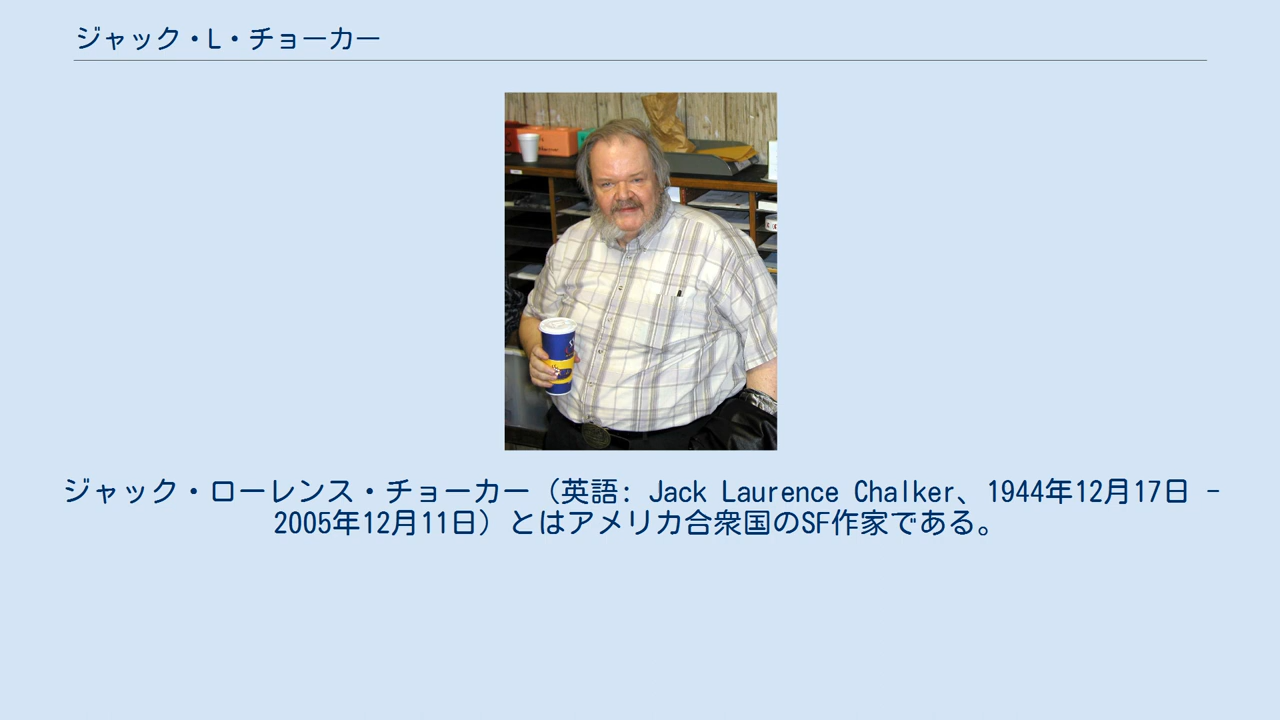 ジャック・L・チョーカー
ジャック・ローレンス・チョーカー（英語: Jack Laurence Chalker、1944年12月17日 -
2005年12月11日）とはアメリカ合衆国のSF作家である。